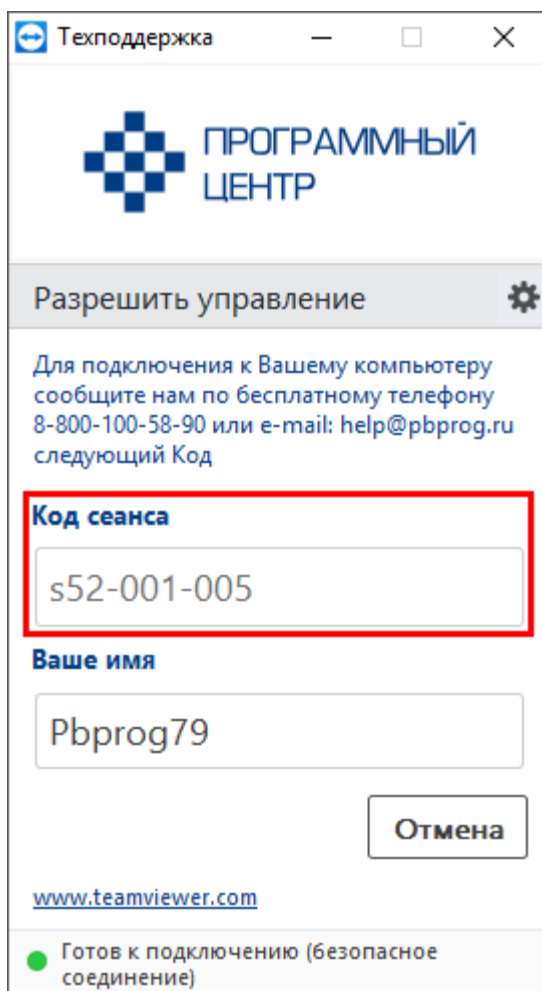 Техподдержка
ПРОГРАММНЫЙ
ЦЕНТР
Разрешить управление
Для подключения к Вашему компьютеру
сообщите нам по бесплатному телефону
8-800-100-58-90 или e-mail: help@pbprog.ru
следующий Код
Код сеанса
s52-001-005
Ваше имя
Pbprog79
Отмена
www.teamviewer.com
Готов к подключению (безопасное
соединение)